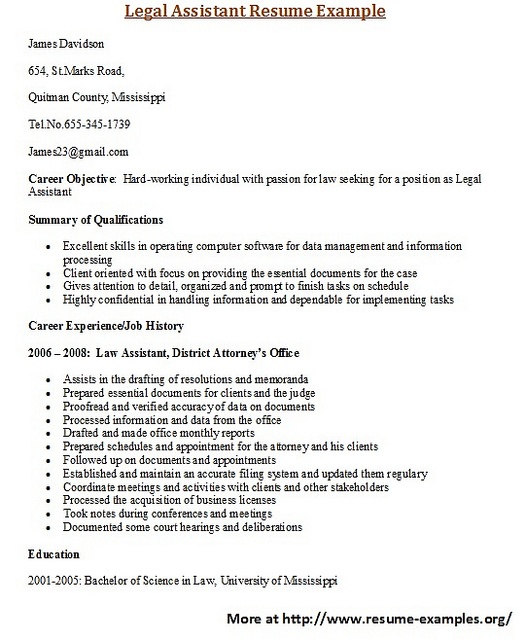 Legal Assistant Resume Example
James Davidson
654, St.Marks Road,
Quitman County, Mississippi
Tel.No.655-345-1739
James23@gmail.com
Career Objective: Hard-working individual with passion for law seeking for a position as Legal
Assistant
Summary of Qualifications
• Excellent skills in operating computer software for data management and information
processing
• Client oriented with focus on providing the essential documents for the case
• Gives attention to detail, organized and prompt to finish tasks on schedule
• Highly confidential in handling information and dependable for implementing tasks
Career Experience/Job History
2006 – 2008: Law Assistant, District Attorney's Office
• Assists in the drafting of resolutions and memoranda
• Prepared essential documents for clients and the judge
• Proofread and verified accuracy of data on documents
• Processed information and data from the office
• Drafted and made office monthly reports
• Prepared schedules and appointment for the attorney and his clients
• Followed up on documents and appointments
• Established and maintain an accurate filing system and updated them regulary
• Coordinate meetings and activities with clients and other stakeholders
• Processed the acquisition of business licenses
• Took notes during conferences and meetings
• Documented some court hearings and deliberations
Education
2001-2005: Bachelor of Science in Law, University of Mississippi
More at http://www.resume-examples.org/